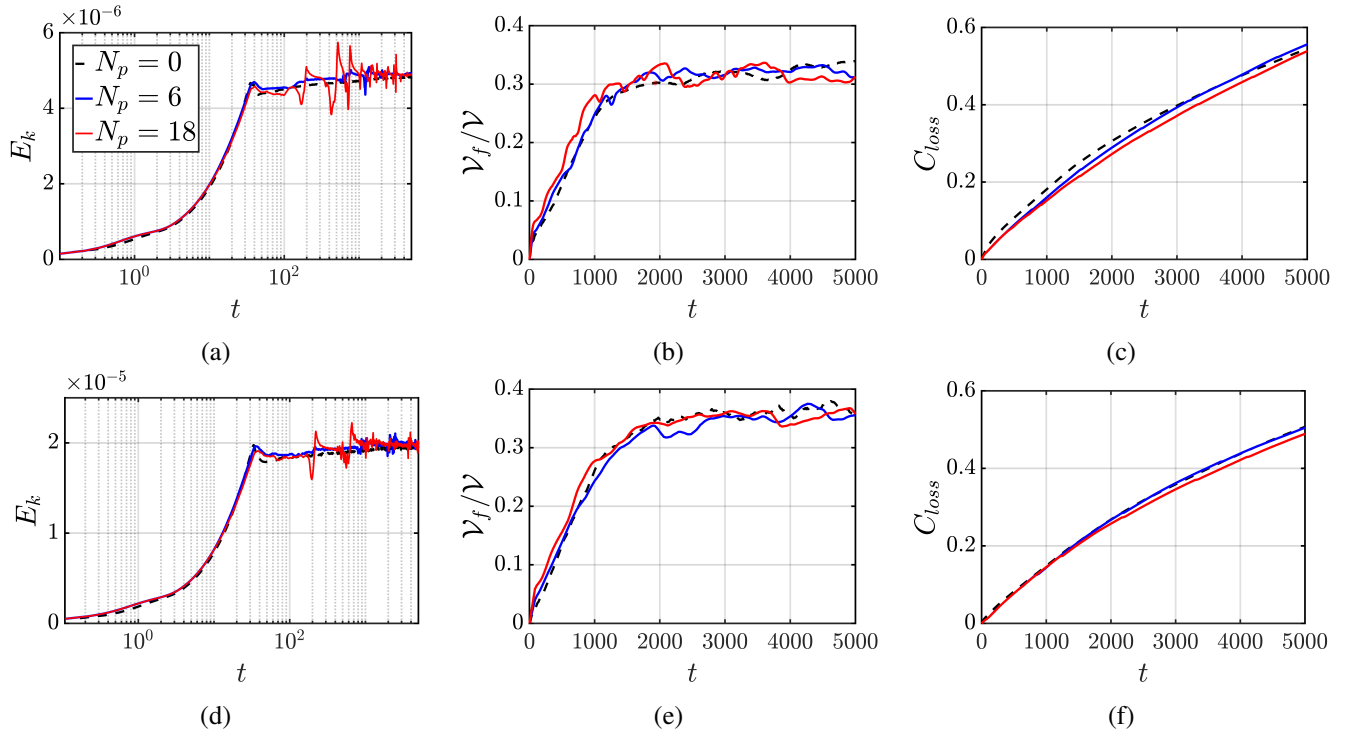 ×10⁻⁶
6
4
2
0
E_k
N_p = 0
N_p = 6
N_p = 18
10⁰ 10²
t
(a)
0.4
0.3
0.2
0.1
0
𝒱_f/𝒱
0 1000 2000 3000 4000 5000
t
(b)
0.6
0.4
0.2
0
C_loss
0 1000 2000 3000 4000 5000
t
(c)
×10⁻⁵
2
1
0
E_k
10⁰ 10²
t
(d)
0.4
0.3
0.2
0.1
0
𝒱_f/𝒱
0 1000 2000 3000 4000 5000
t
(e)
0.6
0.4
0.2
0
C_loss
0 1000 2000 3000 4000 5000
t
(f)